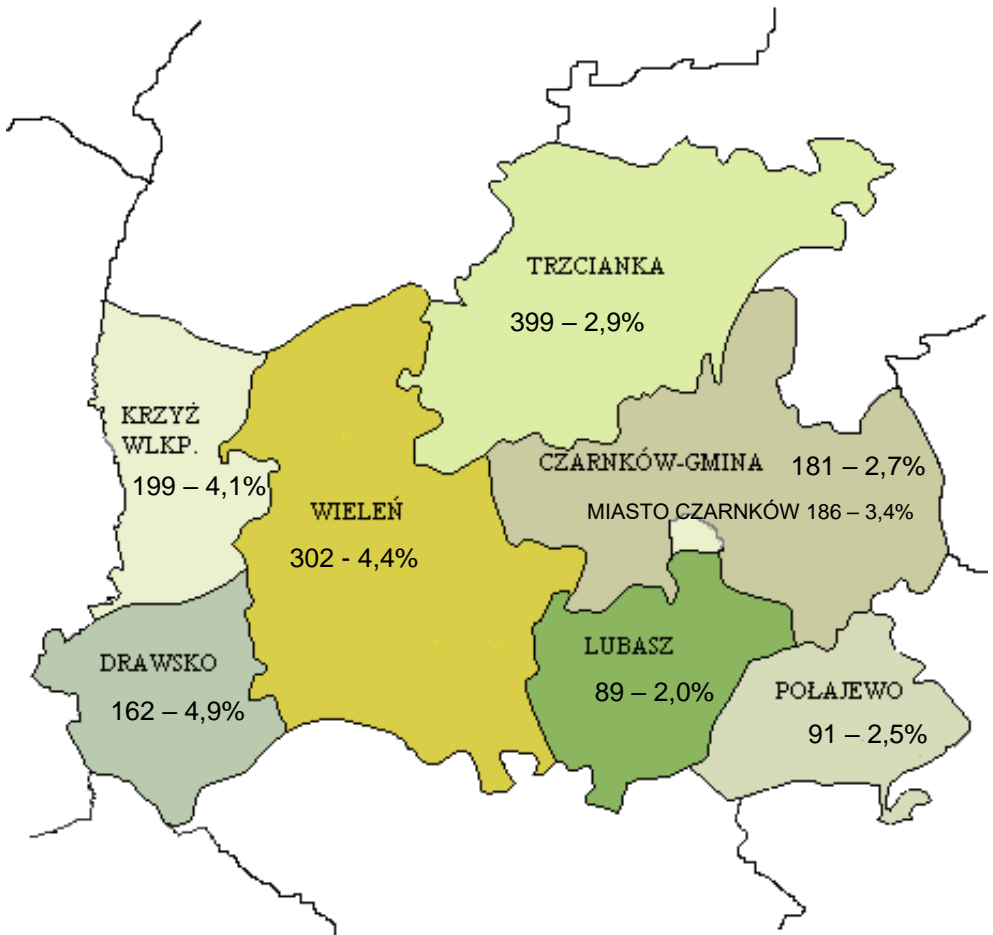 TRZCIANKA
399 – 2,9%
KRZYŻ
WLKP.
199 – 4,1%
WIELEŃ
302 - 4,4%
CZARNKÓW-GMINA 181 – 2,7%
MIASTO CZARNKÓW 186 – 3,4%
DRAWSKO
162 – 4,9%
LUBASZ
89 – 2,0%
POŁAJEWO
91 – 2,5%